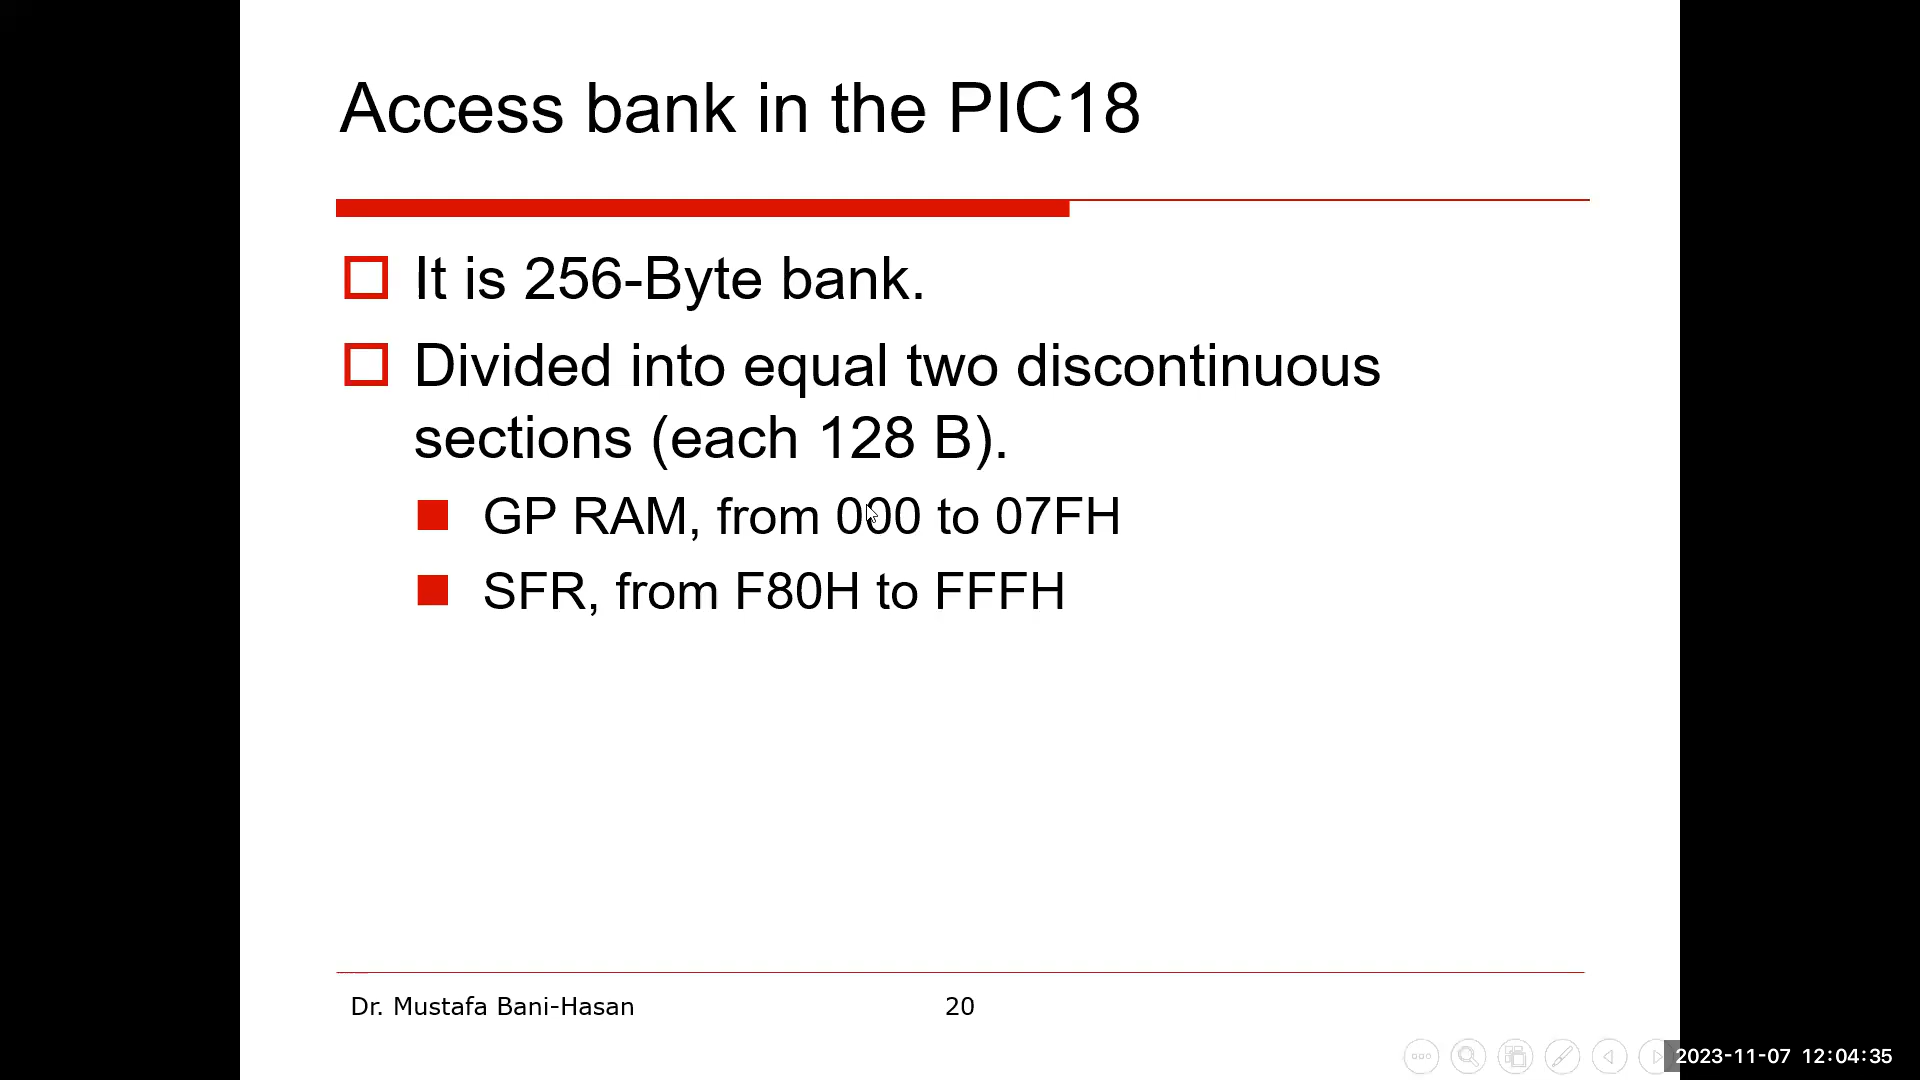 Access bank in the PIC18
It is 256-Byte bank.
Divided into equal two discontinuous
sections (each 128 B).
GP RAM, from 000 to 07FH
SFR, from F80H to FFFH
Dr. Mustafa Bani-Hasan 20
2023-11-07 12:04:35